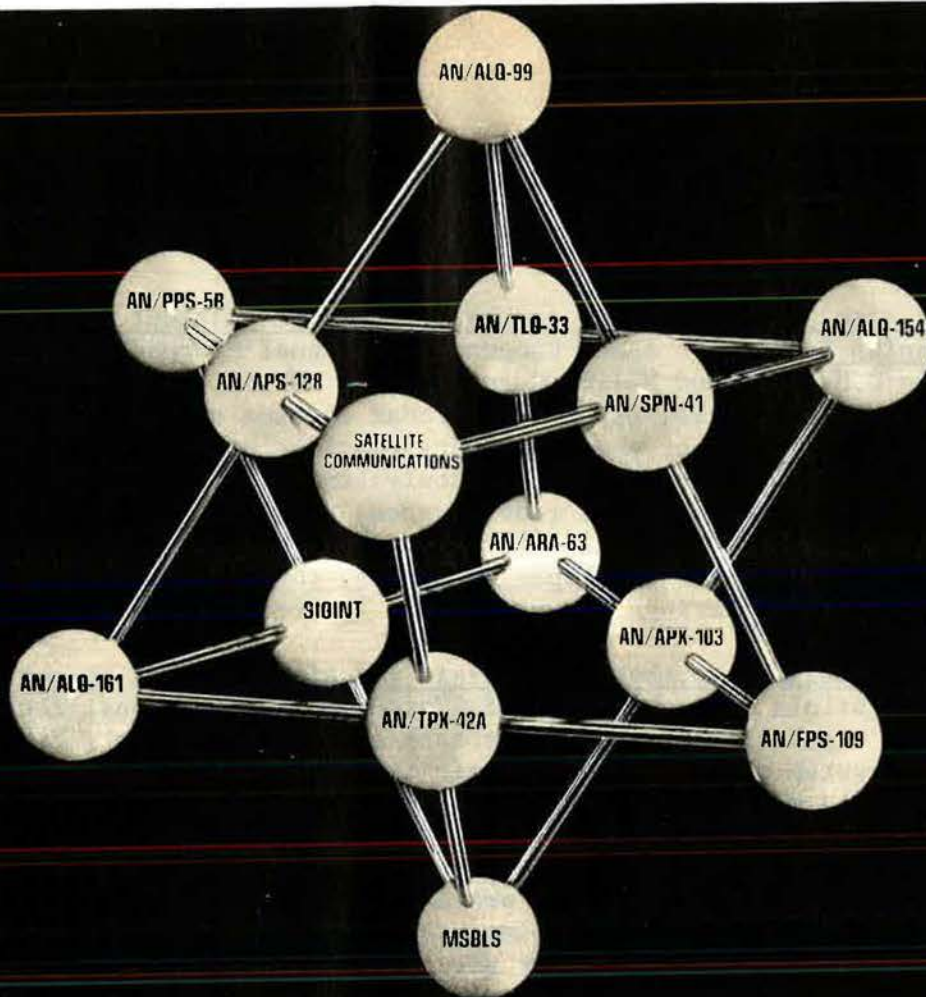 AN/ALQ-99
AN/PPS-5B
AN/TLQ-33
AN/ALQ-154
AN/APS-128
AN/SPN-41
SATELLITE
COMMUNICATIONS
AN/ARA-63
SIGINT
AN/APX-103
AN/ALQ-161
AN/TPX-42A
AN/FPS-109
MSBLS